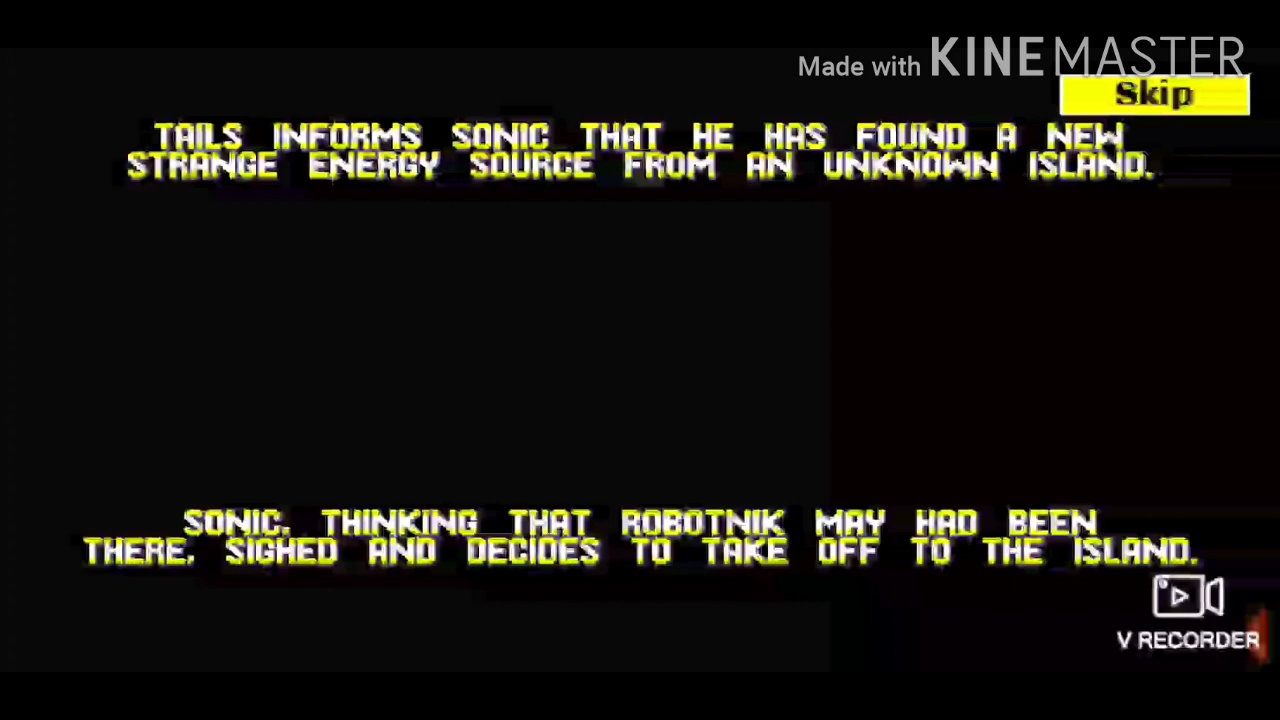 Made with KINEMASTER
Skip
TAILS INFORMS SONIC THAT HE HAS FOUND A NEW
STRANGE ENERGY SOURCE FROM AN UNKNOWN ISLAND.
SONIC, THINKING THAT ROBOTNIK MAY HAD BEEN
THERE, SIGHED AND DECIDES TO TAKE OFF TO THE ISLAND.
V RECORDER